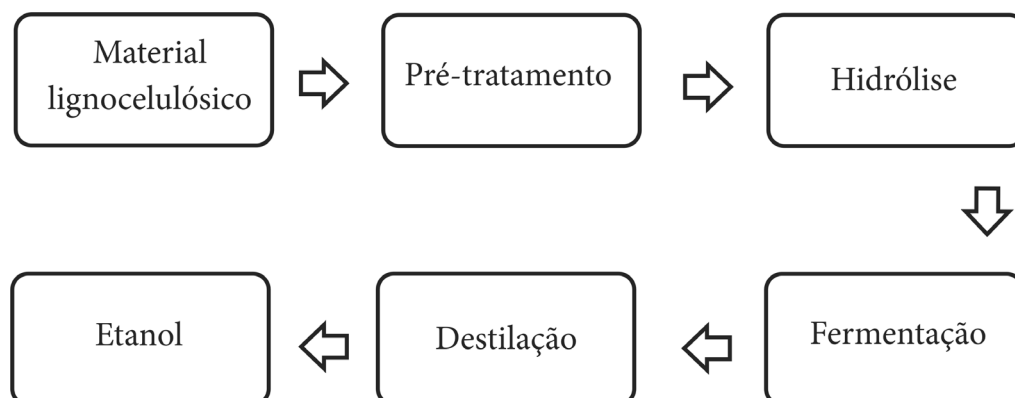 Material
lignocelulósico
Pré-tratamento
Hidrólise
Fermentação
Destilação
Etanol